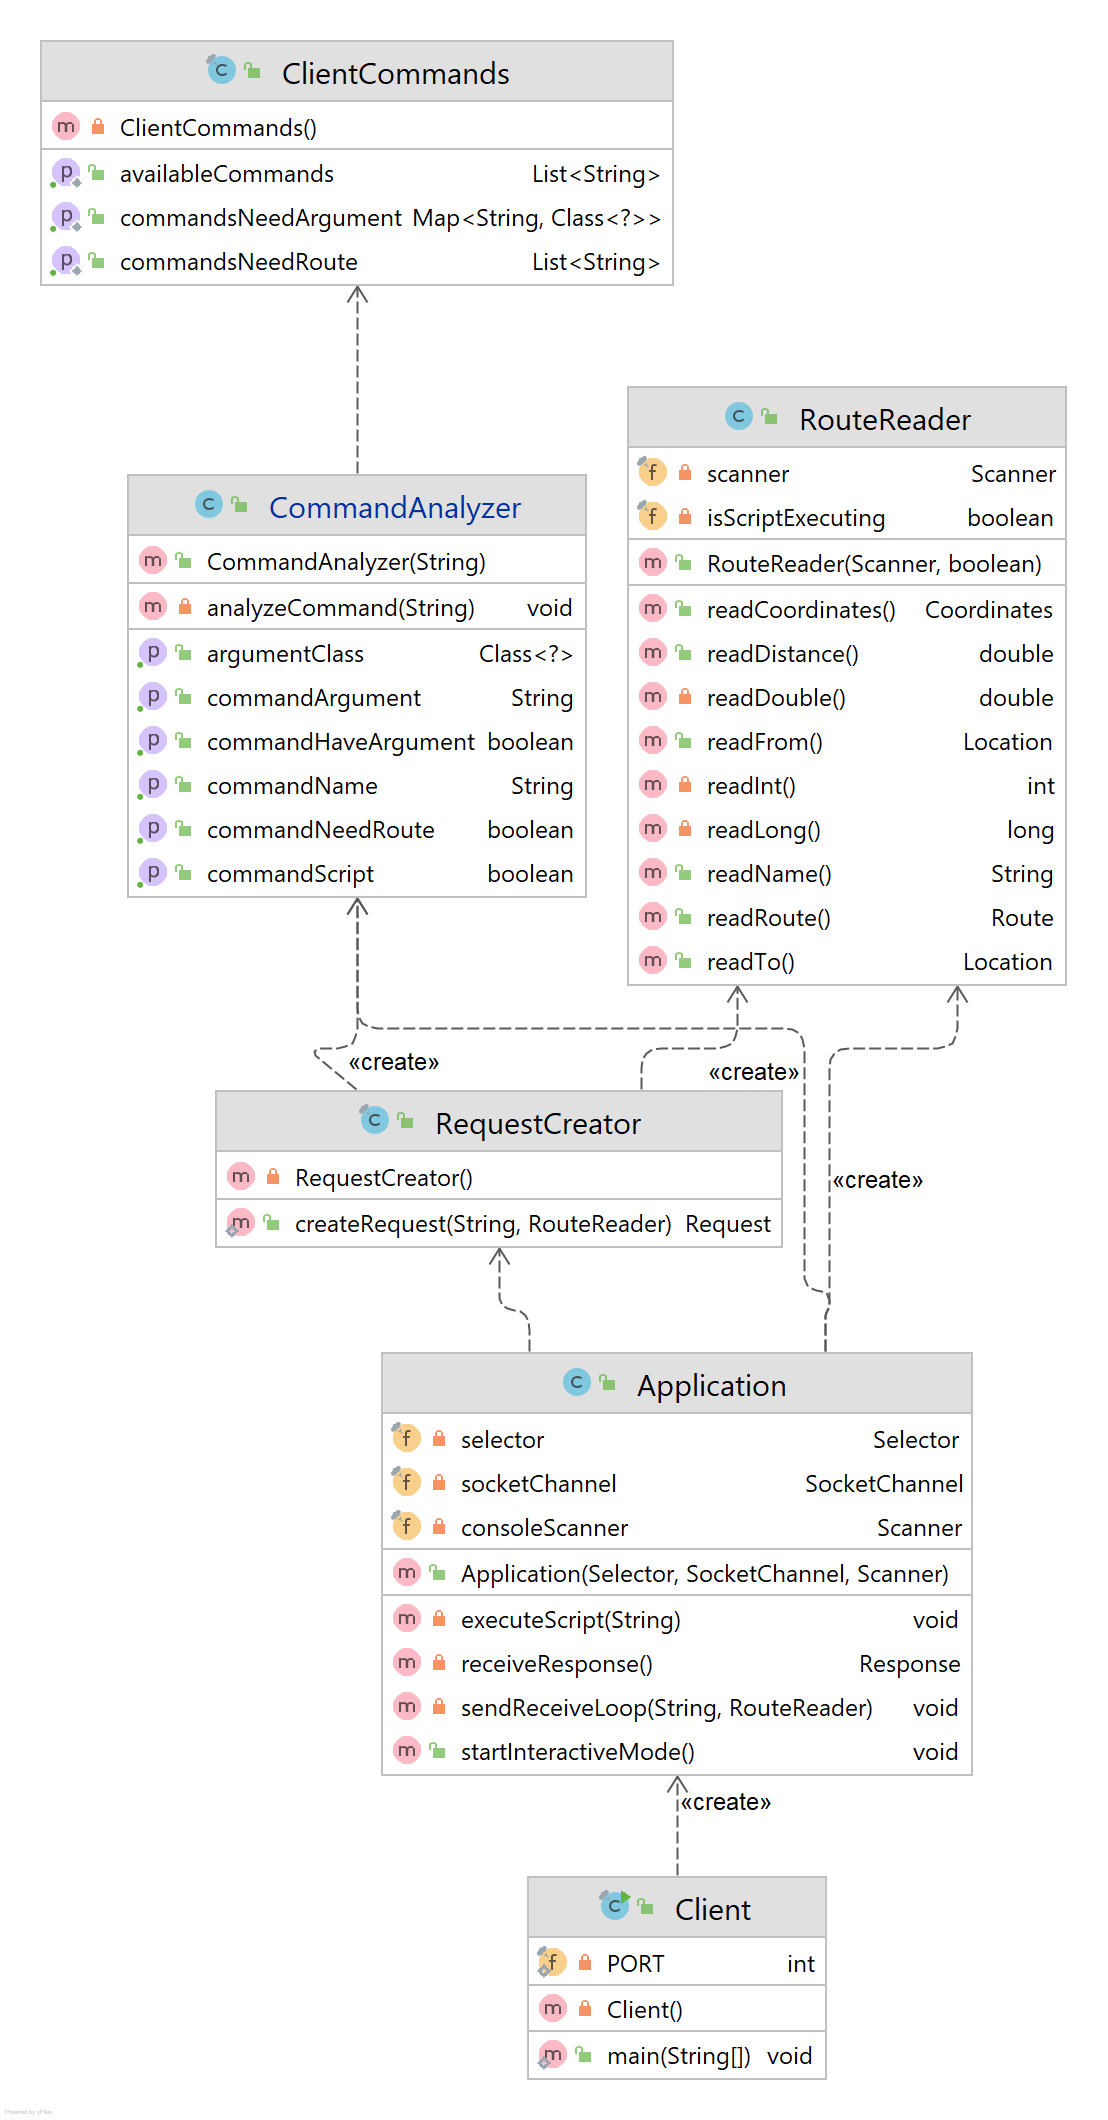 ClientCommands
ClientCommands()
availableCommands List<String>
commandsNeedArgument Map<String, Class<?>>
commandsNeedRoute List<String>
RouteReader
scanner Scanner
isScriptExecuting boolean
RouteReader(Scanner, boolean)
readCoordinates() Coordinates
readDistance() double
readDouble() double
readFrom() Location
readInt() int
readLong() long
readName() String
readRoute() Route
readTo() Location
CommandAnalyzer
CommandAnalyzer(String)
analyzeCommand(String) void
argumentClass Class<?>
commandArgument String
commandHaveArgument boolean
commandName String
commandNeedRoute boolean
commandScript boolean
«create»
«create»
«create»
RequestCreator
RequestCreator()
createRequest(String, RouteReader) Request
Application
selector Selector
socketChannel SocketChannel
consoleScanner Scanner
Application(Selector, SocketChannel, Scanner)
executeScript(String) void
receiveResponse() Response
sendReceiveLoop(String, RouteReader) void
startInteractiveMode() void
«create»
Client
PORT int
Client()
main(String[]) void
Powered by yFiles